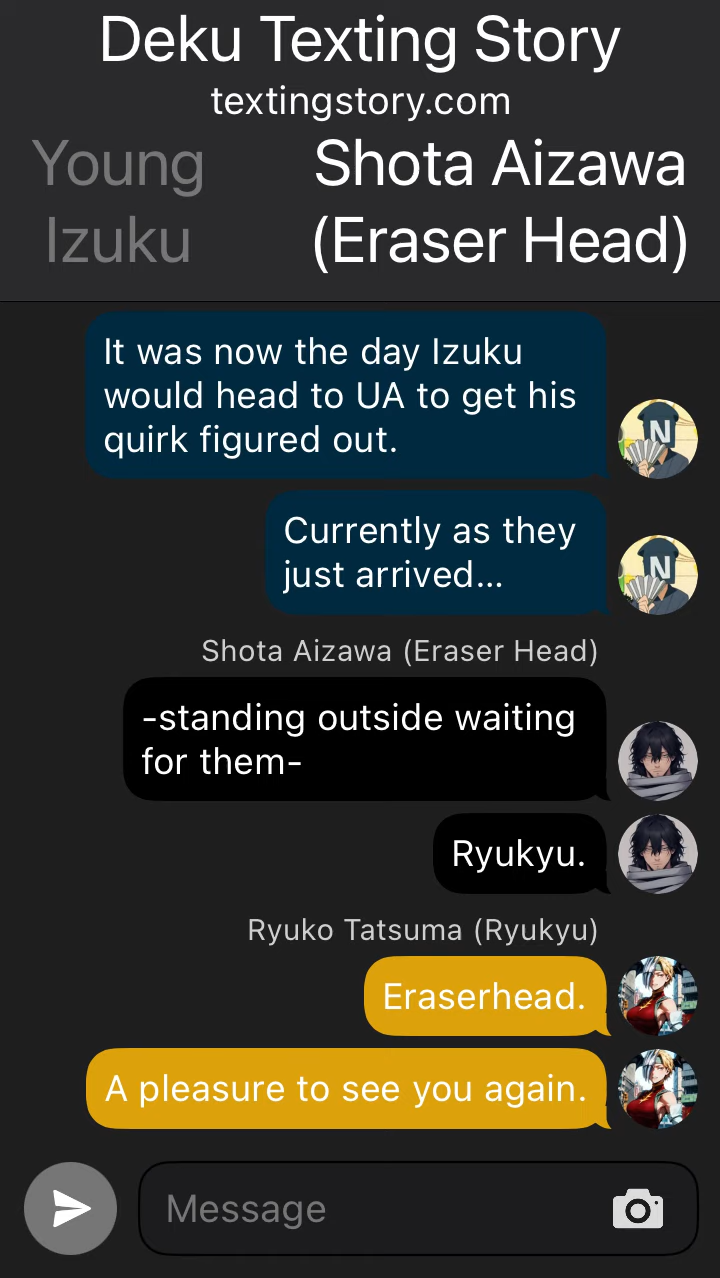 Deku Texting Story
textingstory.com
Young
Izuku
Shota Aizawa
(Eraser Head)
It was now the day Izuku
would head to UA to get his
quirk figured out.
N
Currently as they
just arrived...
N
Shota Aizawa (Eraser Head)
-standing outside waiting
for them-
Ryukyu.
Ryuko Tatsuma (Ryukyu)
Eraserhead.
A pleasure to see you again.
Message